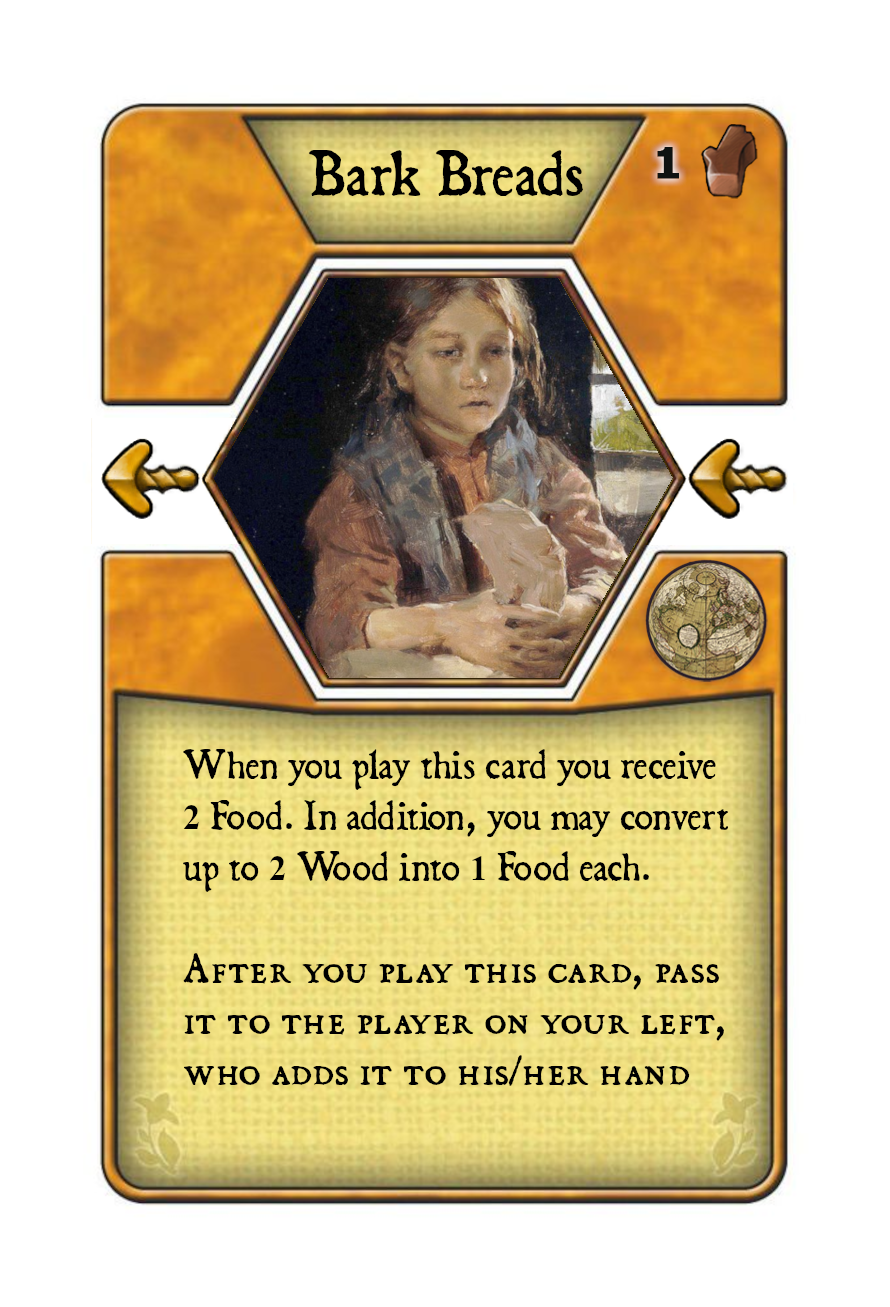 Bark Breads
1
When you play this card you receive
2 Food. In addition, you may convert
up to 2 Wood into 1 Food each.
After you play this card, pass
it to the player on your left,
who adds it to his/her hand